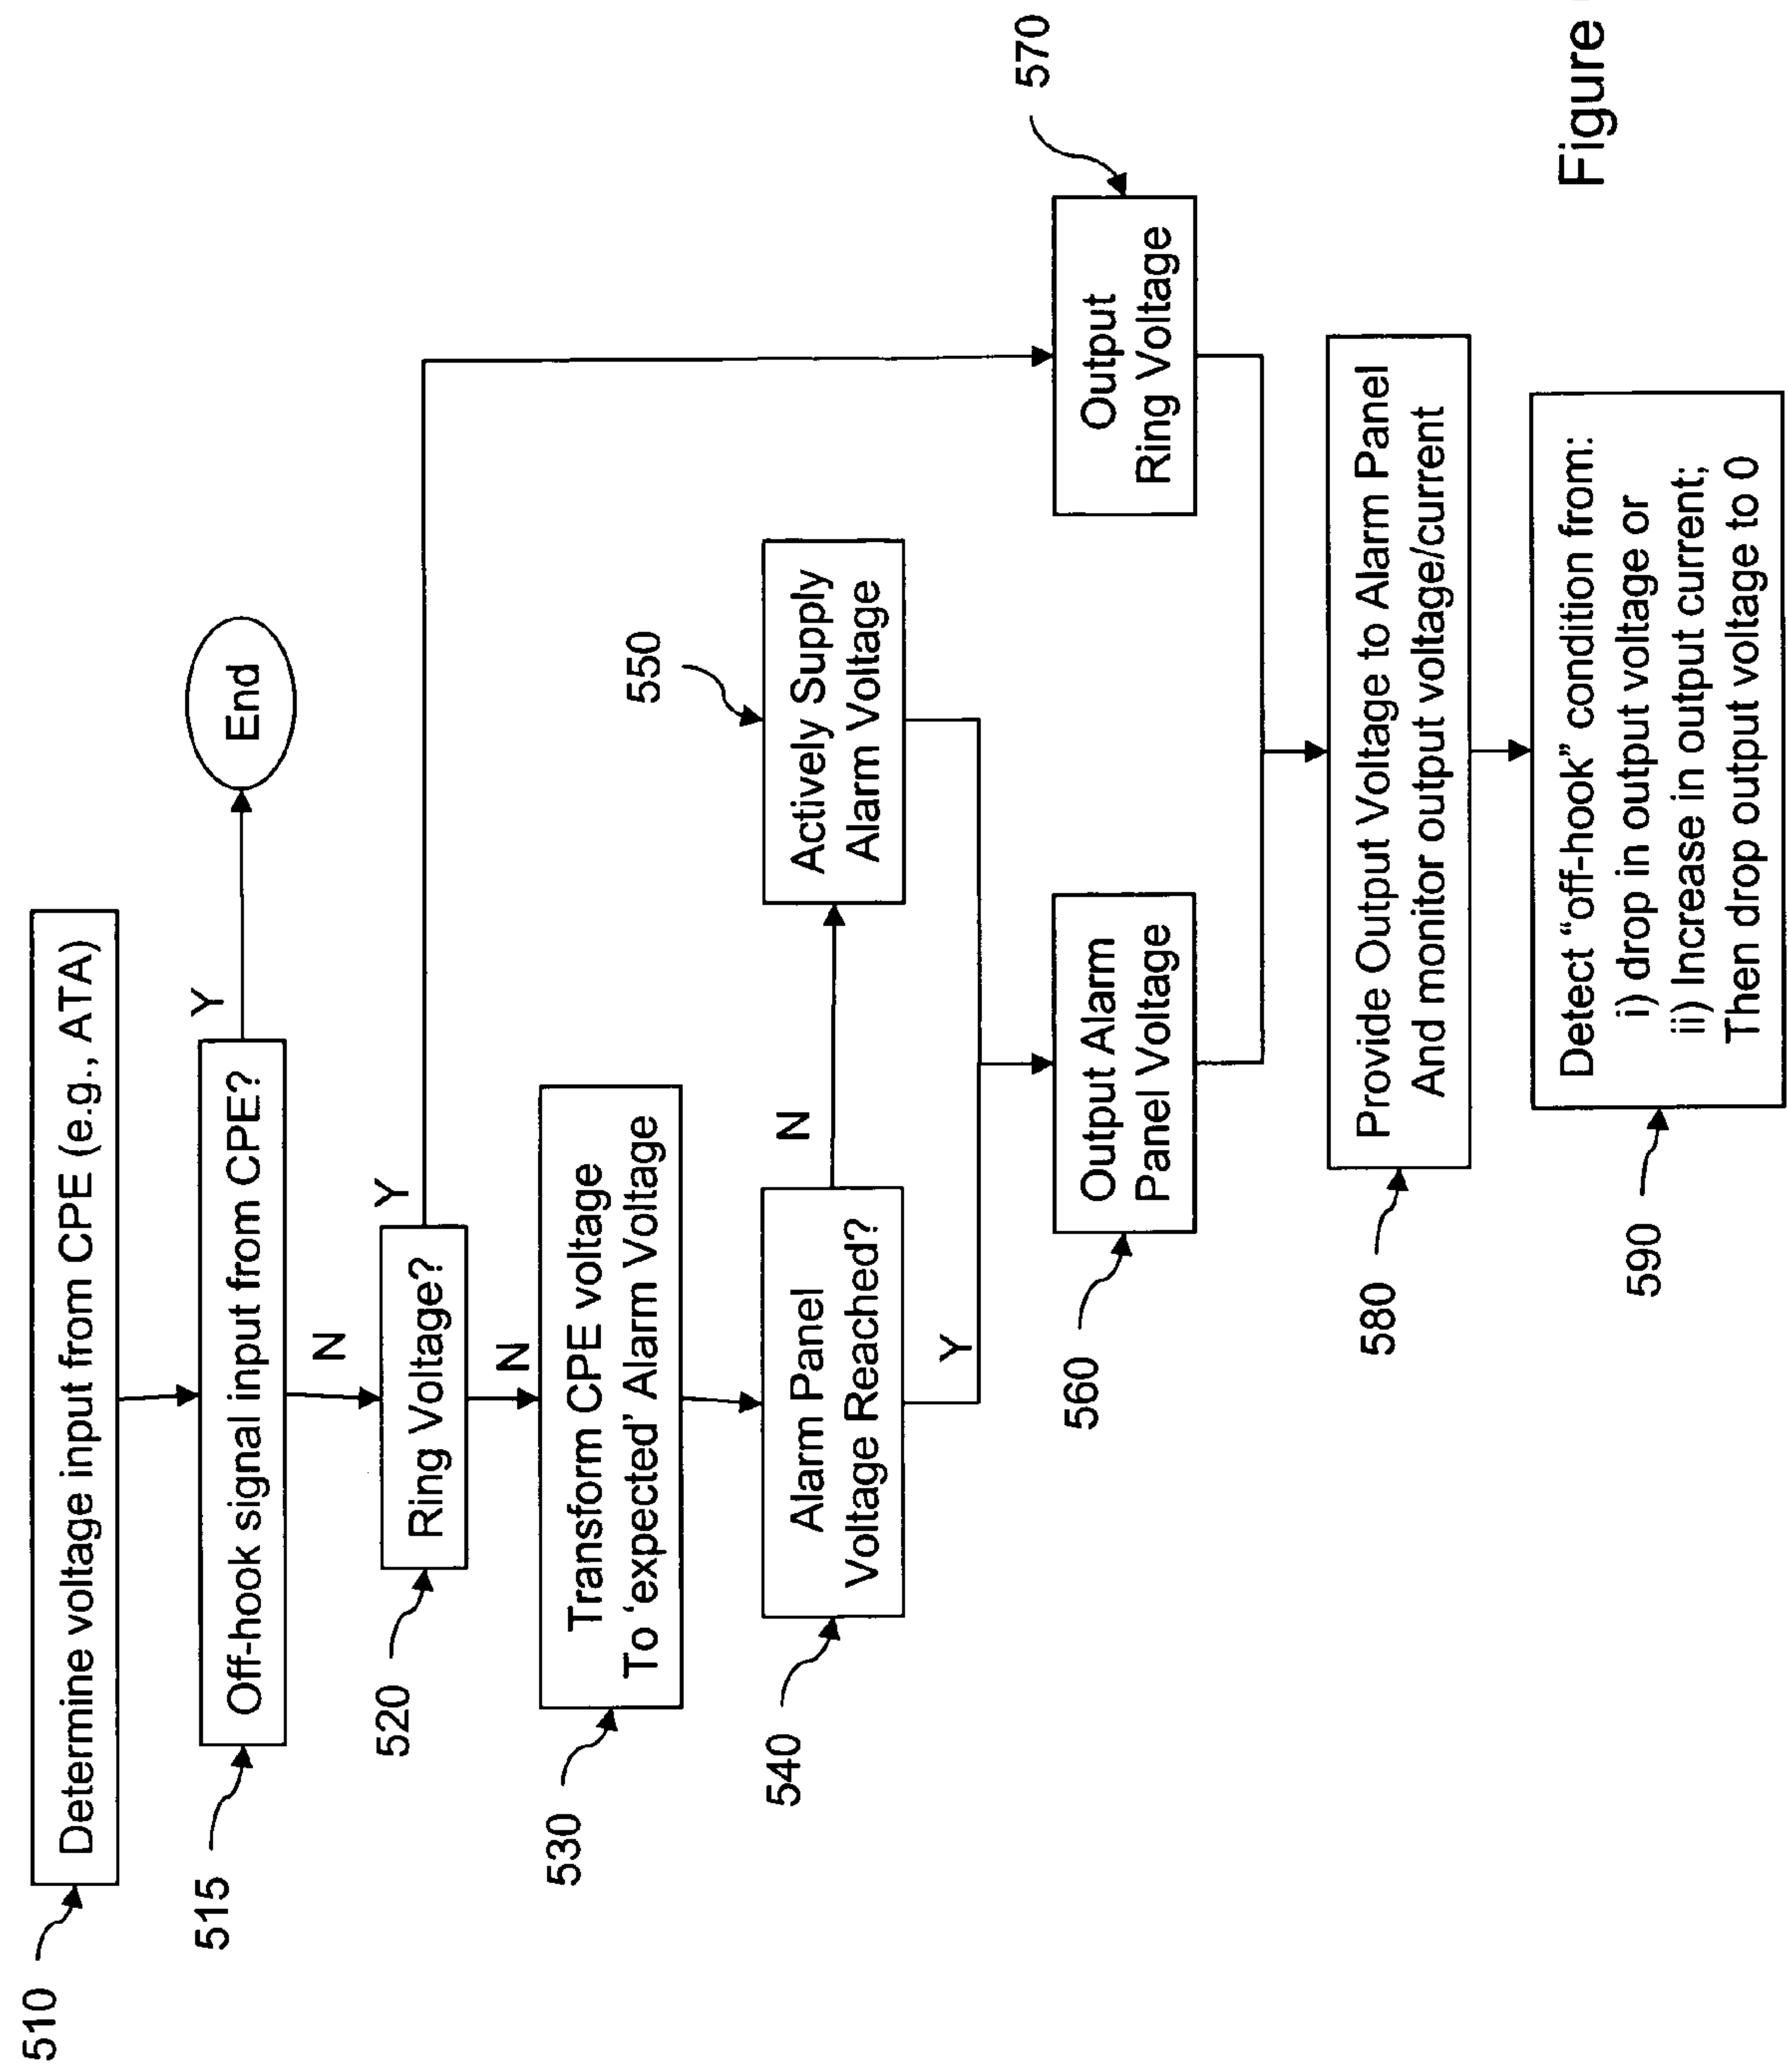 510
Determine voltage input from CPE (e.g., ATA)
515
Off-hook signal input from CPE?
Y
End
N
520
Ring Voltage?
Y
N
530
Transform CPE voltage
To ‘expected’ Alarm Voltage
540
Alarm Panel
Voltage Reached?
N
Y
550
Actively Supply
Alarm Voltage
560
Output Alarm
Panel Voltage
570
Output
Ring Voltage
580
Provide Output Voltage to Alarm Panel
And monitor output voltage/current
590
Detect “off-hook” condition from:
i) drop in output voltage or
ii) Increase in output current;
Then drop output voltage to 0
Figure